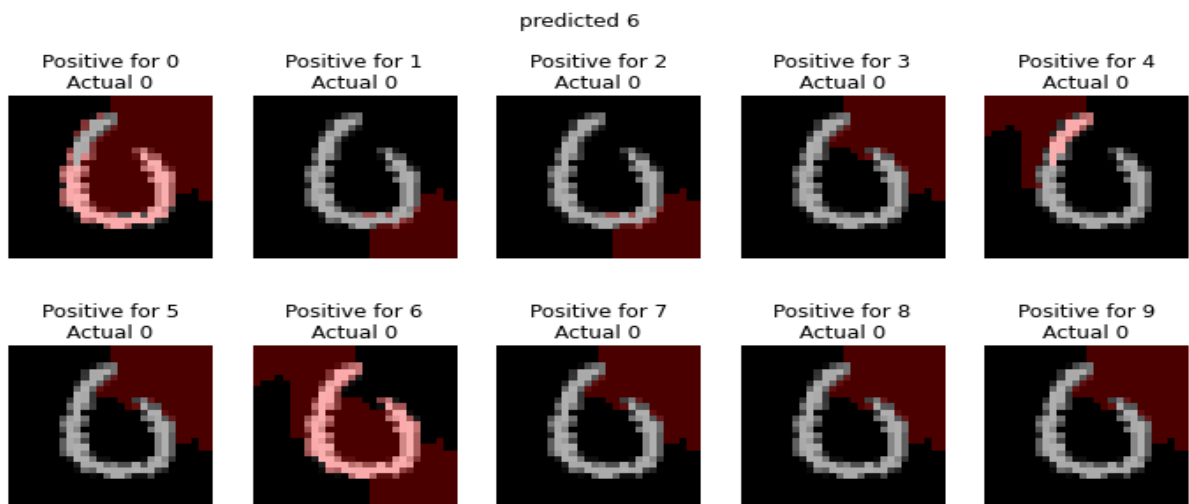 predicted 6
Positive for 0 Positive for 1 Positive for 2 Positive for 3 Positive for 4
Actual 0 Actual 0 Actual 0 Actual 0 Actual 0
Positive for 5 Positive for 6 Positive for 7 Positive for 8 Positive for 9
Actual 0 Actual 0 Actual 0 Actual 0 Actual 0